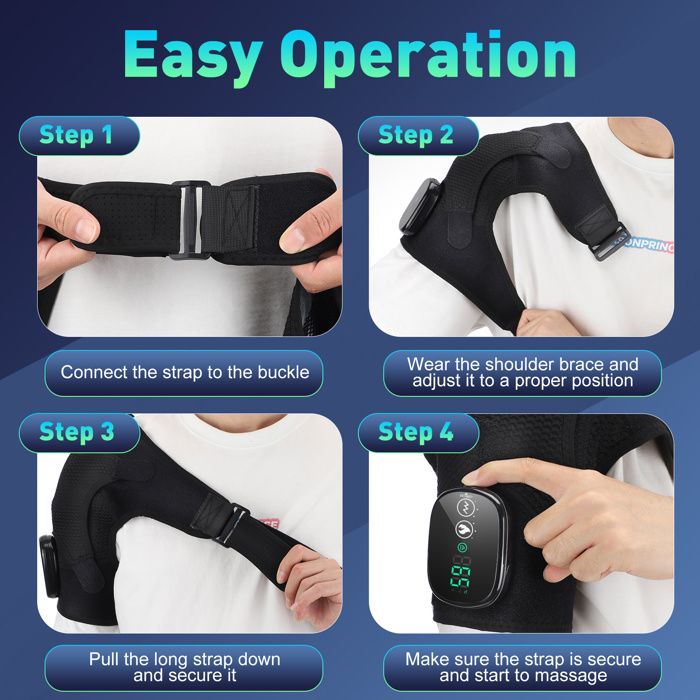 Easy Operation
Step 1
Connect the strap to the buckle
Step 2
Wear the shoulder brace and
adjust it to a proper position
Step 3
Pull the long strap down
and secure it
Step 4
Make sure the strap is secure
and start to massage